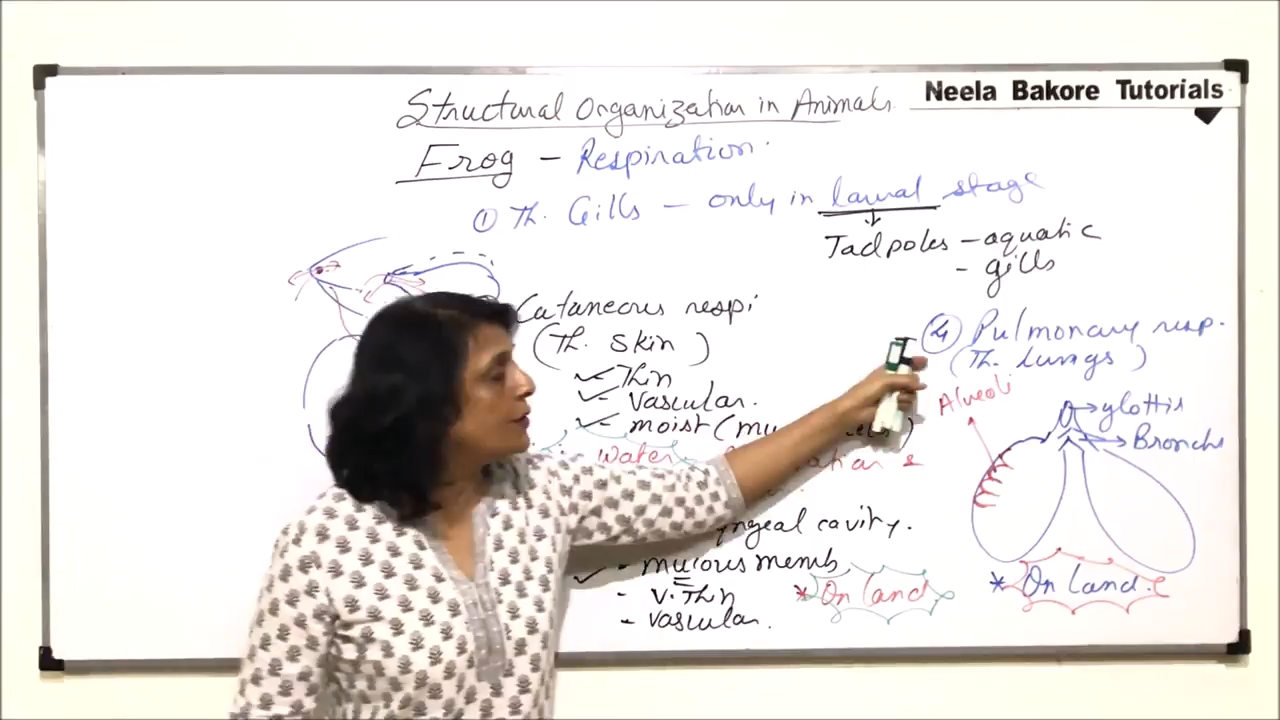 Neela Bakore Tutorials
Structural Organization in Animals
Frog - Respiration
① Th. Gills - only in larval stage
Tadpoles - aquatic
- gills
Cutaneous respi
(Th. skin)
- Thin
- vascular.
- moist (mu
water
&
cavity.
- mucous memb
- v. Thin
- vascular.
* On land
④ Pulmonary resp.
(Th. lungs)
Alveoli
glottis
Bronchi
* On Land